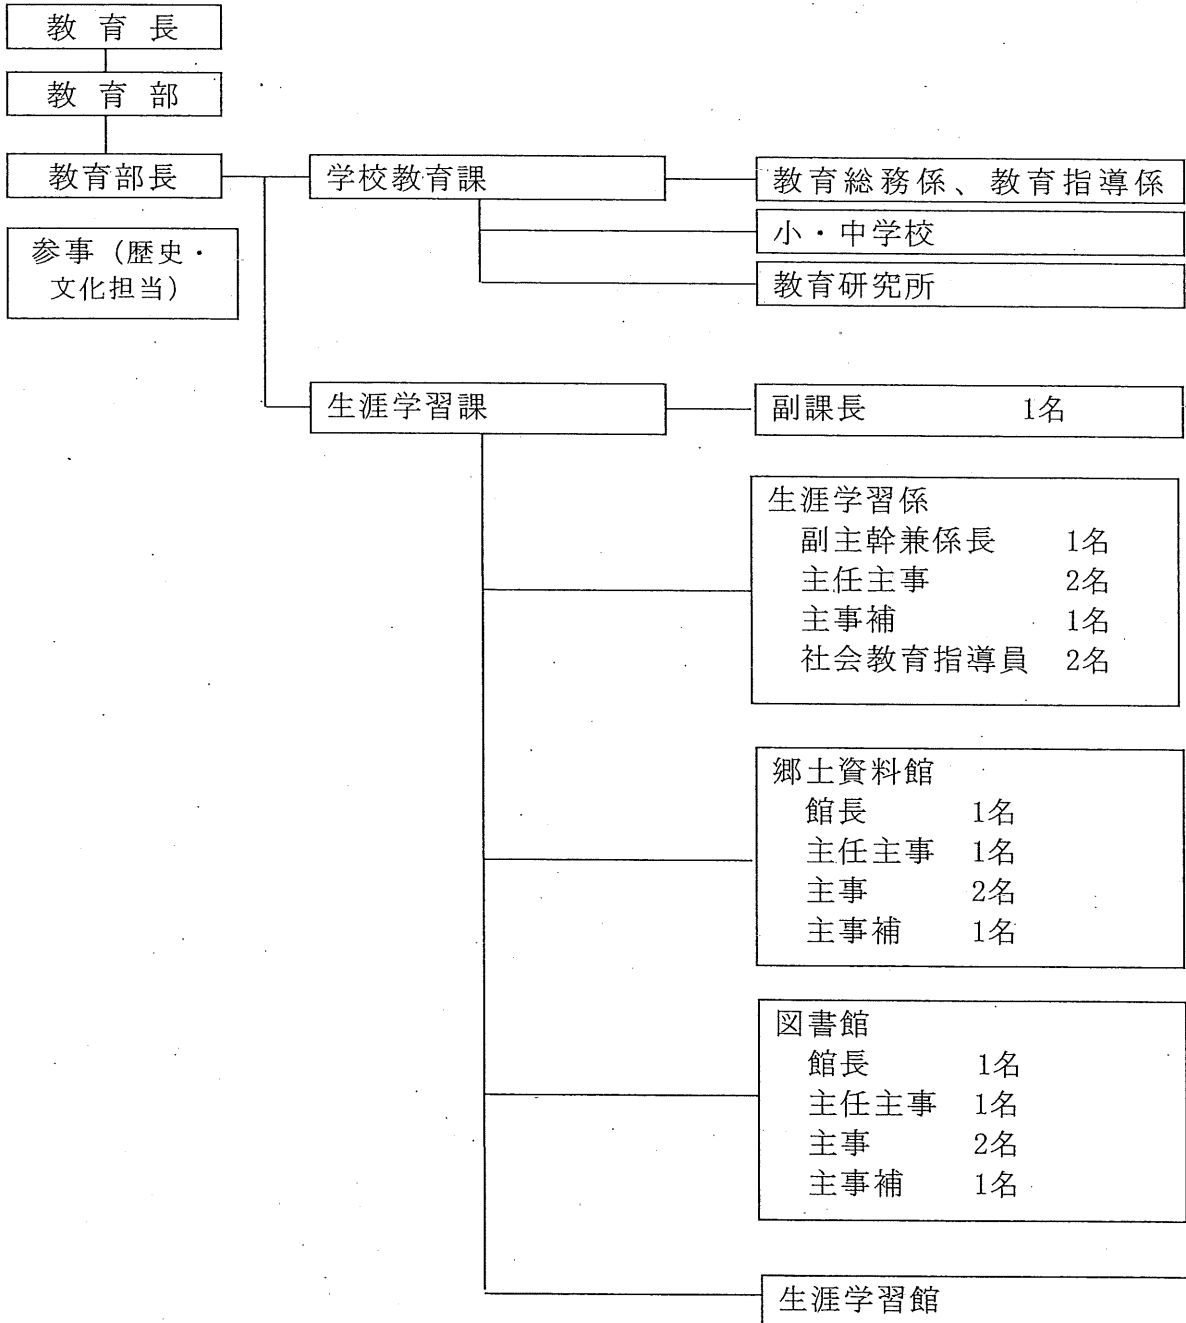 教育長
教育部
教育部長
参事（歴史・
文化担当）
学校教育課
教育総務係、教育指導係
小・中学校
教育研究所
生涯学習課
副課長 1名
生涯学習係
副主幹兼係長 1名
主任主事 2名
主事補 1名
社会教育指導員 2名
郷土資料館
館長 1名
主任主事 1名
主事 2名
主事補 1名
図書館
館長 1名
主任主事 1名
主事 2名
主事補 1名
生涯学習館